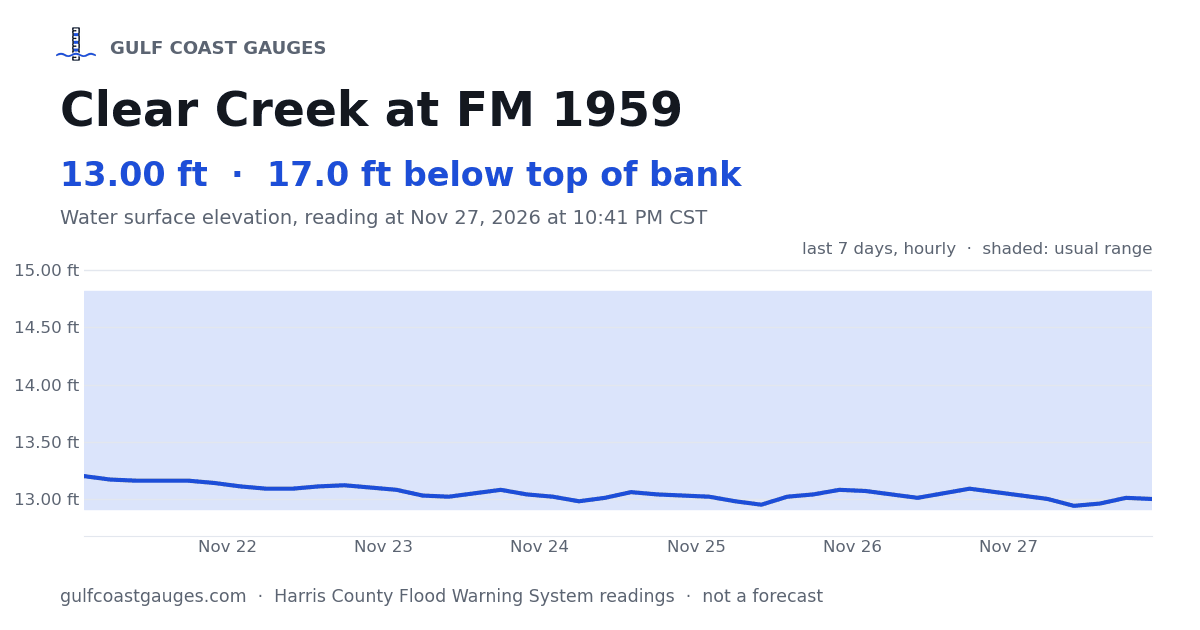 GULF COAST GAUGES
Clear Creek at FM 1959
13.00 ft · 17.0 ft below top of bank
Water surface elevation, reading at Nov 27, 2026 at 10:41 PM CST
last 7 days, hourly · shaded: usual range
15.00 ft
14.50 ft
14.00 ft
13.50 ft
13.00 ft
Nov 22 Nov 23 Nov 24 Nov 25 Nov 26 Nov 27
gulfcoastgauges.com · Harris County Flood Warning System readings · not a forecast